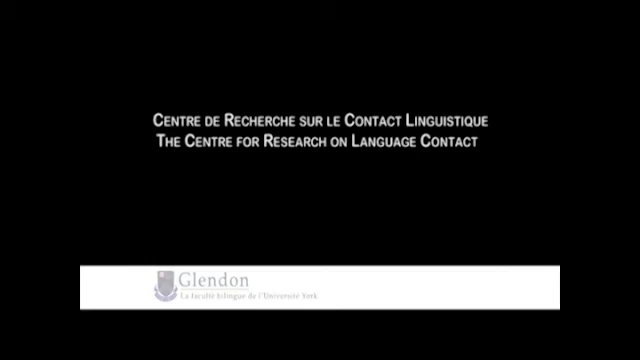 CENTRE DE RECHERCHE SUR LE CONTACT LINGUISTIQUE
THE CENTRE FOR RESEARCH ON LANGUAGE CONTACT
Glendon
La faculté bilingue de l'Université York